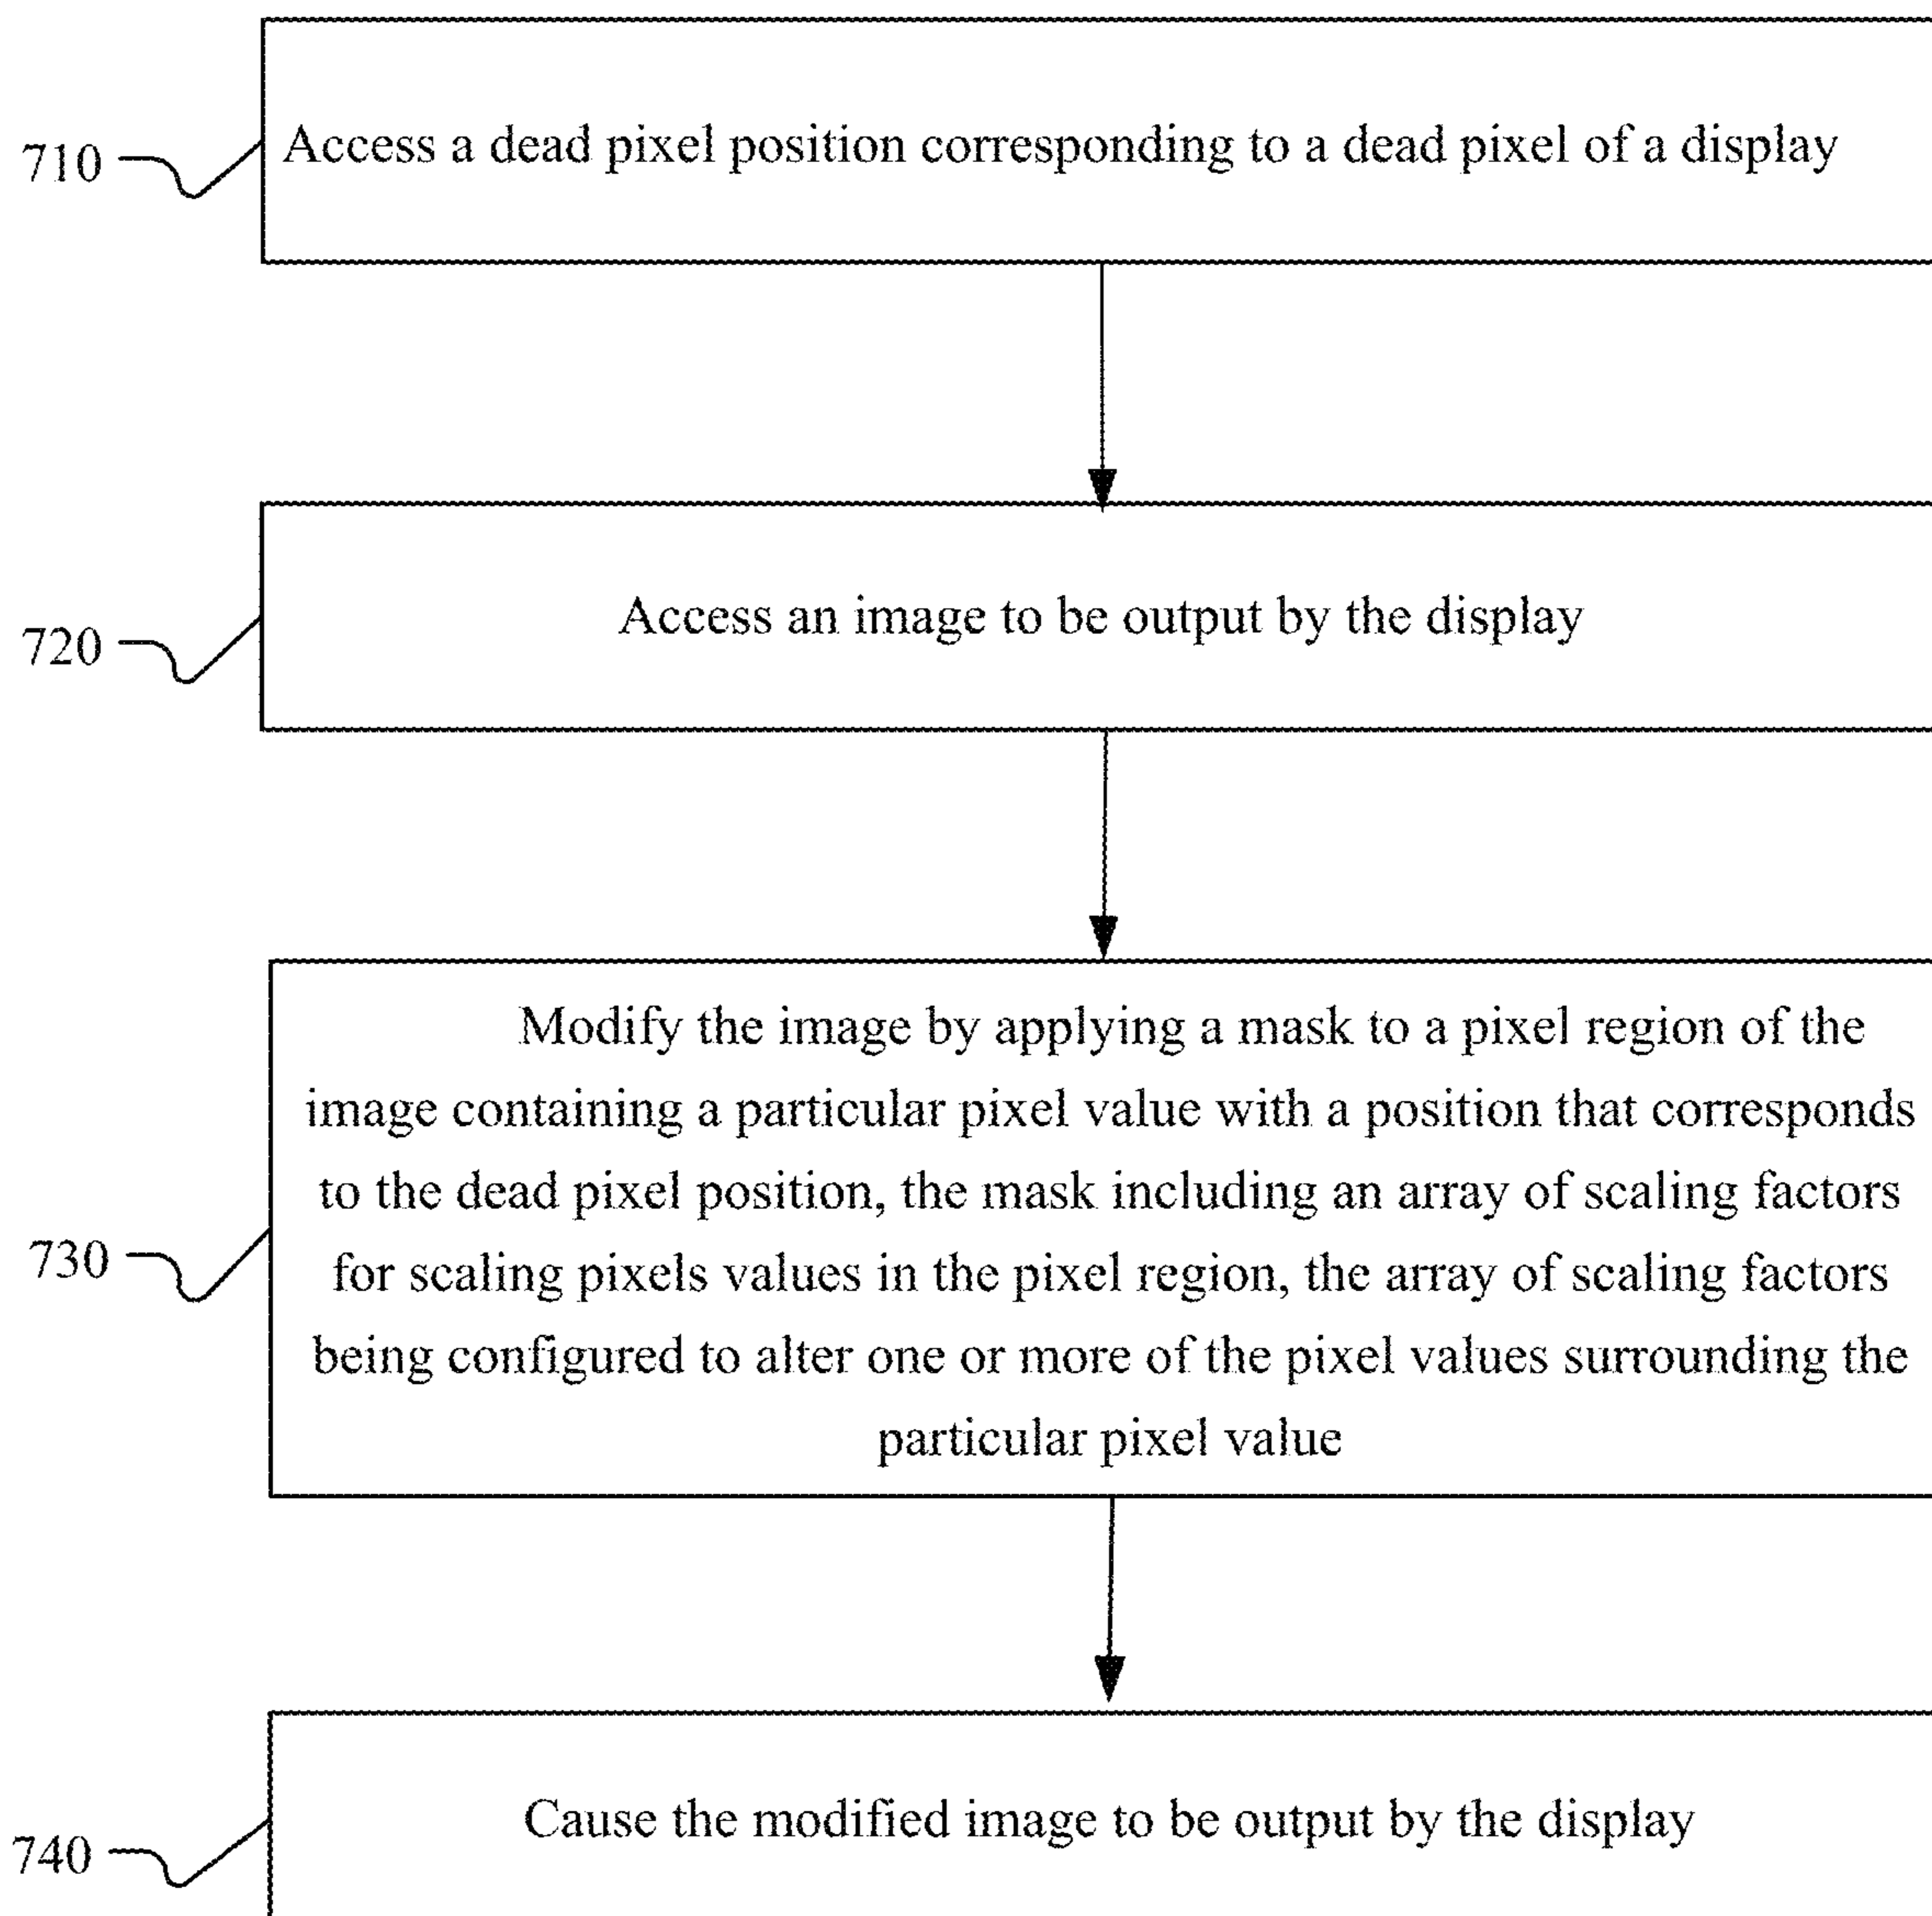 710
Access a dead pixel position corresponding to a dead pixel of a display
720
Access an image to be output by the display
730
Modify the image by applying a mask to a pixel region of the
image containing a particular pixel value with a position that corresponds
to the dead pixel position, the mask including an array of scaling factors
for scaling pixels values in the pixel region, the array of scaling factors
being configured to alter one or more of the pixel values surrounding the
particular pixel value
740
Cause the modified image to be output by the display